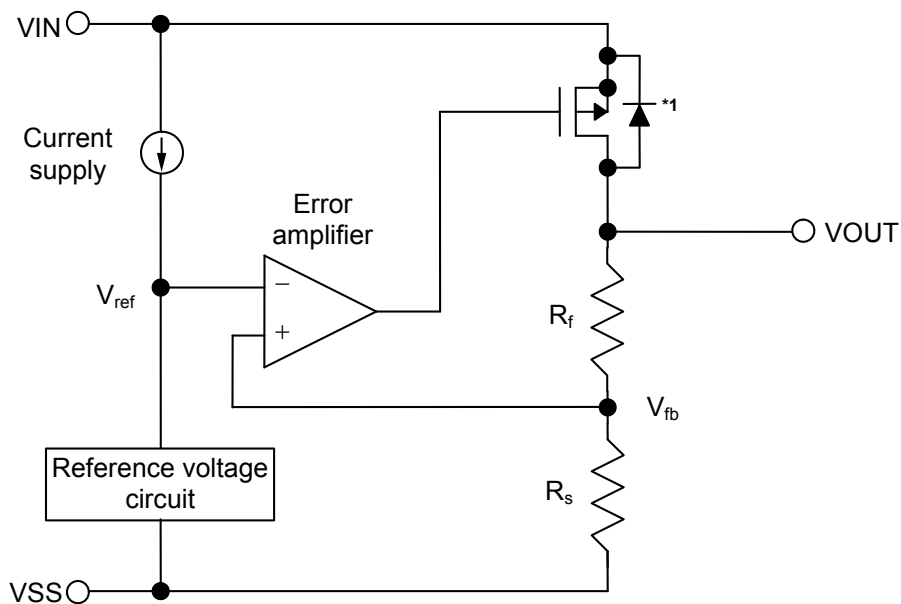 VIN
*1
Current
supply
Error
amplifier
VOUT
Vref
−
+
Rf
Vfb
Reference voltage
circuit
Rs
VSS